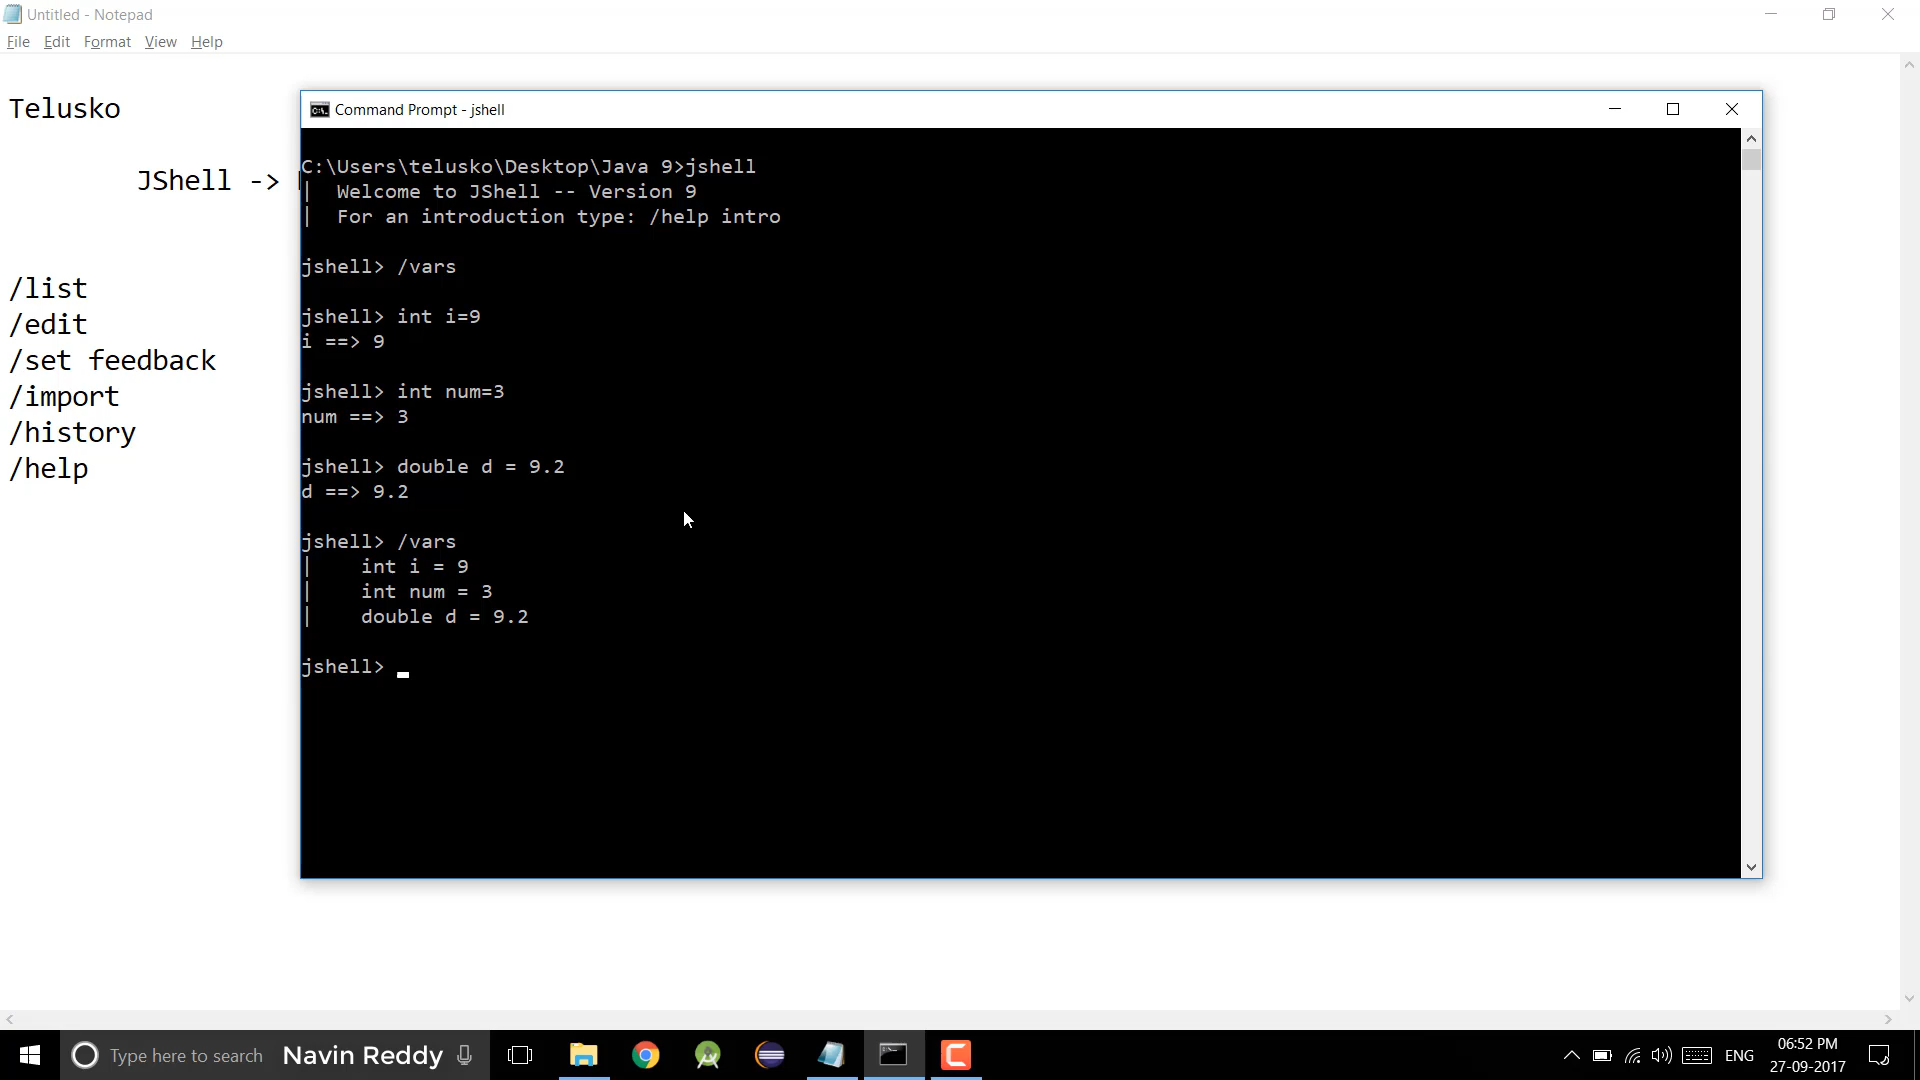 Untitled - Notepad
File Edit Format View Help
Telusko
JShell ->
/list
/edit
/set feedback
/import
/history
/help
Command Prompt - jshell
C:\Users\telusko\Desktop\Java 9>jshell
| Welcome to JShell -- Version 9
| For an introduction type: /help intro
jshell> /vars
jshell> int i=9
i ==> 9
jshell> int num=3
num ==> 3
jshell> double d = 9.2
d ==> 9.2
jshell> /vars
| int i = 9
| int num = 3
| double d = 9.2
jshell>
Type here to search Navin Reddy
ENG
06:52 PM
27-09-2017